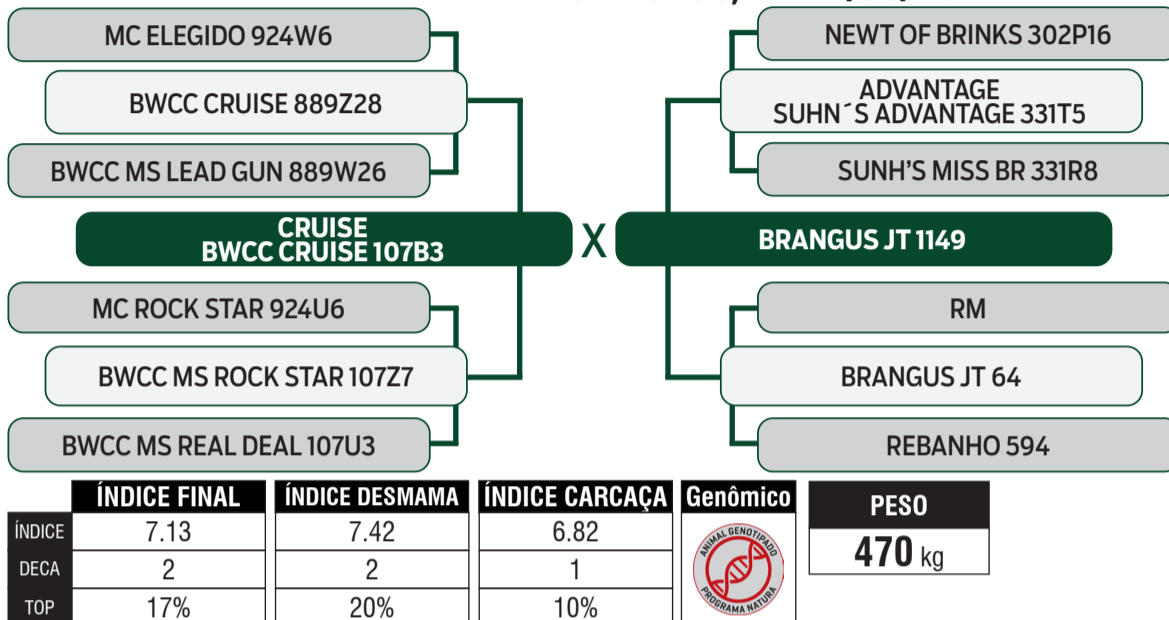 MC ELEGIDO 924W6
BWCC CRUISE 889Z28
BWCC MS LEAD GUN 889W26
CRUISE
BWCC CRUISE 107B3
MC ROCK STAR 924U6
BWCC MS ROCK STAR 107Z7
BWCC MS REAL DEAL 107U3
X
NEWT OF BRINKS 302P16
ADVANTAGE
SUHN´S ADVANTAGE 331T5
SUNH'S MISS BR 331R8
BRANGUS JT 1149
RM
BRANGUS JT 64
REBANHO 594
ÍNDICE FINAL ÍNDICE DESMAMA ÍNDICE CARCAÇA Genômico
ÍNDICE 7.13 7.42 6.82
DECA 2 2 1
TOP 17% 20% 10%
ANIMAL GENOTIPADO
PROGRAMA NATURA
PESO
470 kg